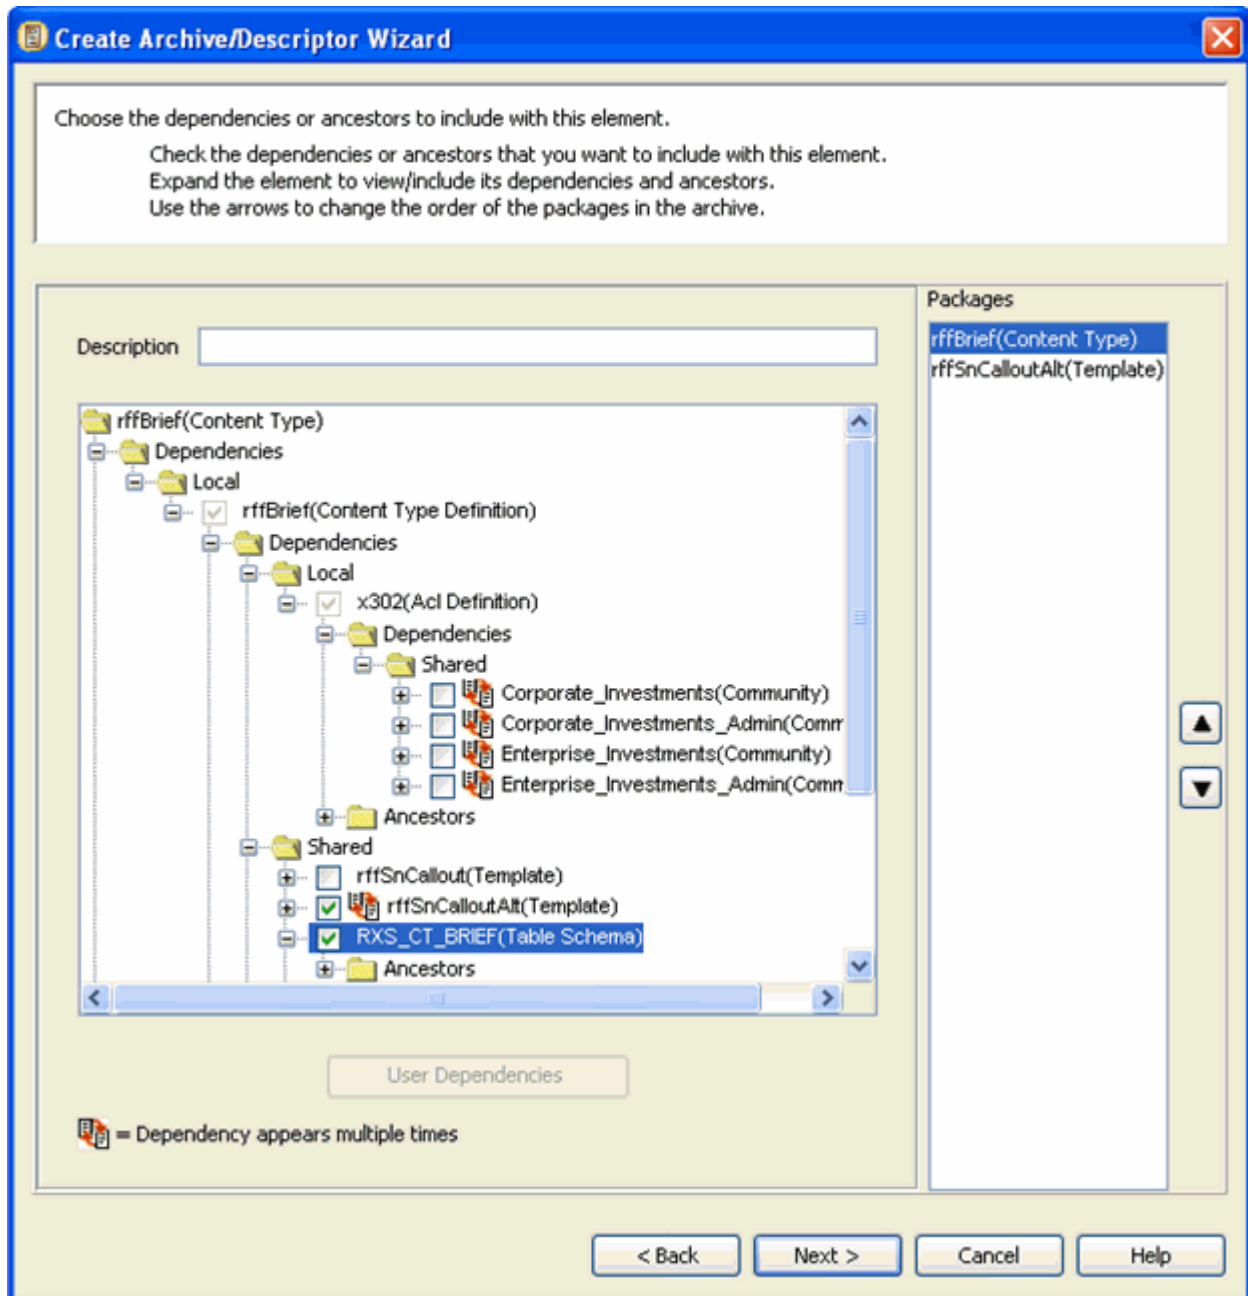 Create Archive/Descriptor Wizard
Choose the dependencies or ancestors to include with this element.
Check the dependencies or ancestors that you want to include with this element.
Expand the element to view/include its dependencies and ancestors.
Use the arrows to change the order of the packages in the archive.
Description
rffBrief(Content Type)
Dependencies
Local
rffBrief(Content Type Definition)
Dependencies
Local
x302(Acl Definition)
Dependencies
Shared
Corporate_Investments(Community)
Corporate_Investments_Admin(Comm
Enterprise_Investments(Community)
Enterprise_Investments_Admin(Comm
Ancestors
Shared
rffSnCallout(Template)
rffSnCalloutAlt(Template)
RXS_CT_BRIEF(Table Schema)
Ancestors
User Dependencies
= Dependency appears multiple times
Packages
rffBrief(Content Type)
rffSnCalloutAlt(Template)
< Back
Next >
Cancel
Help